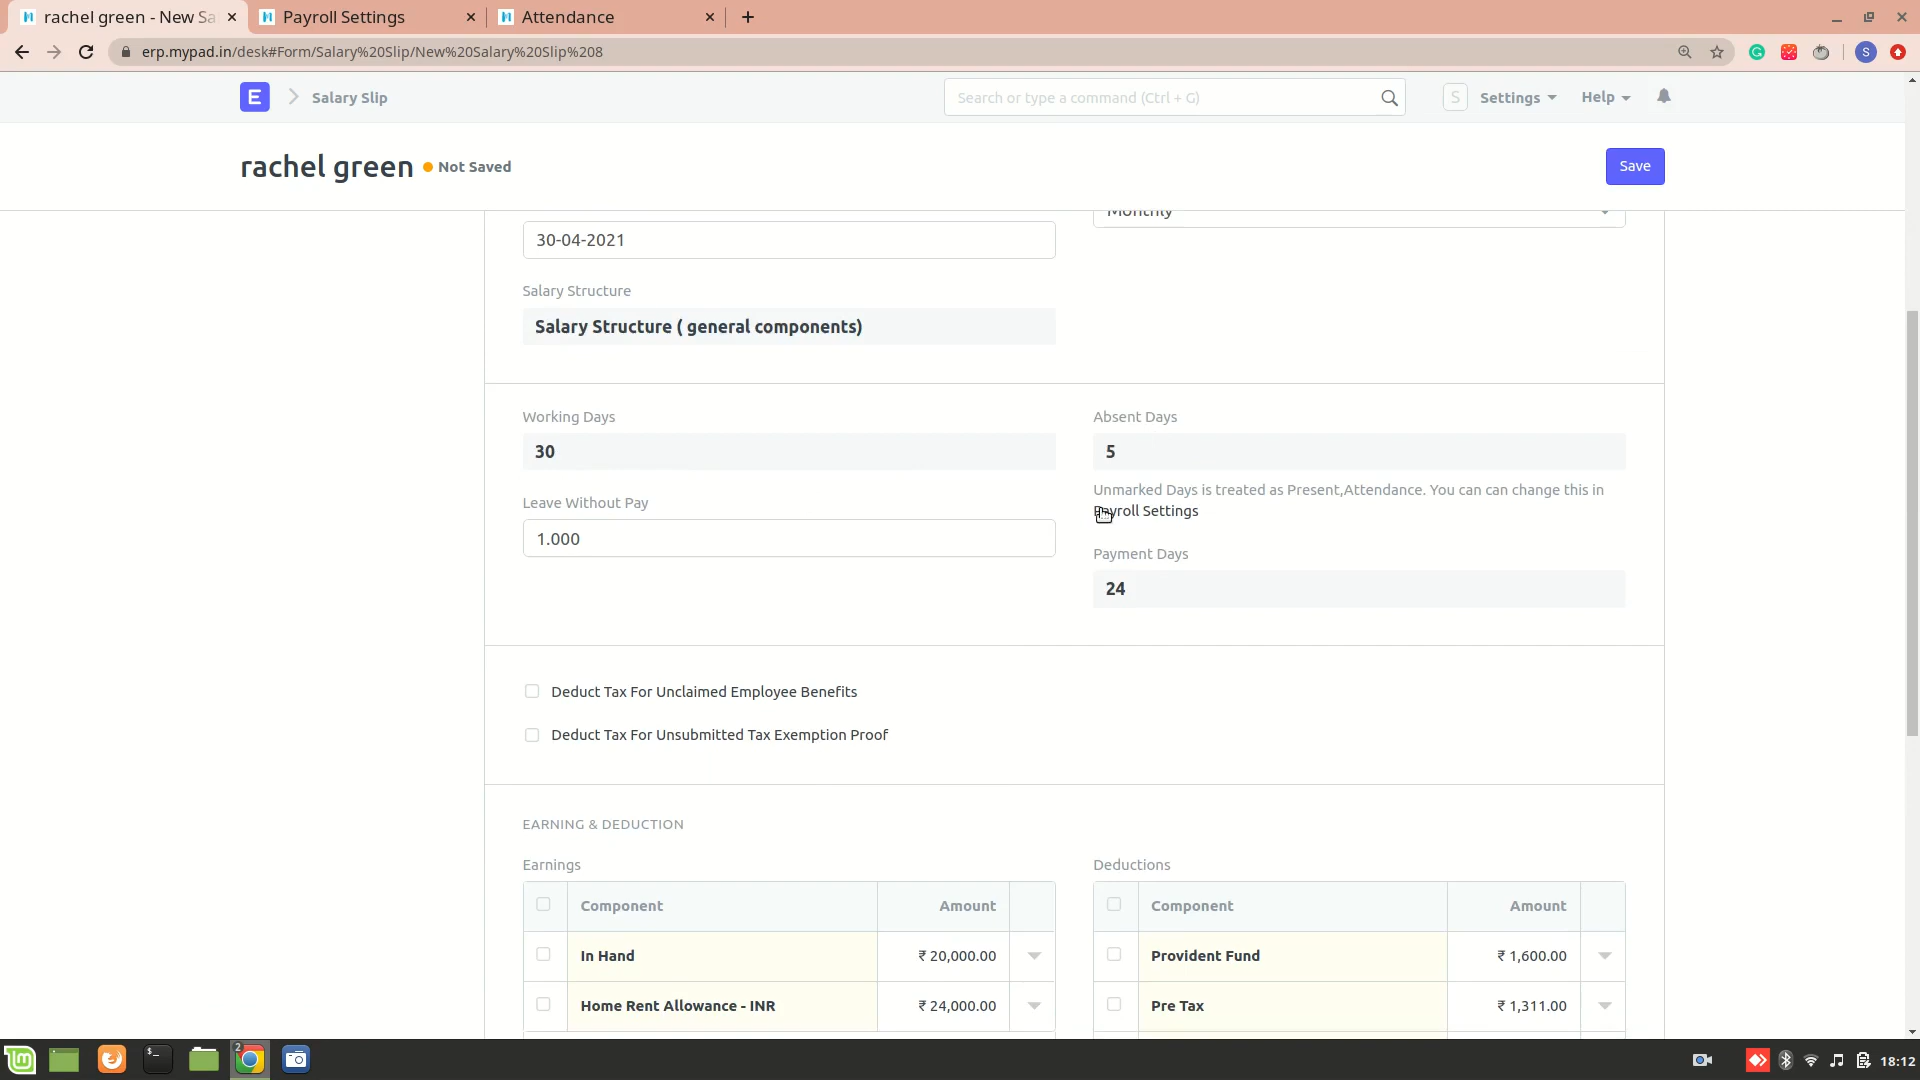 rachel green - New Sa
Payroll Settings
Attendance
erp.mypad.in/desk#Form/Salary%20Slip/New%20Salary%20Slip%208
S
E
Salary Slip
Search or type a command (Ctrl + G)
S
Settings
Help
rachel green
Not Saved
Save
Monthly
30-04-2021
Salary Structure
Salary Structure ( general components)
Working Days
30
Absent Days
5
Unmarked Days is treated as Present,Attendance. You can can change this in
Payroll Settings
Leave Without Pay
1.000
Payment Days
24
Deduct Tax For Unclaimed Employee Benefits
Deduct Tax For Unsubmitted Tax Exemption Proof
EARNING & DEDUCTION
Earnings
Component Amount
In Hand ₹ 20,000.00
Home Rent Allowance - INR ₹ 24,000.00
Deductions
Component Amount
Provident Fund ₹ 1,600.00
Pre Tax ₹ 1,311.00
2
18:12